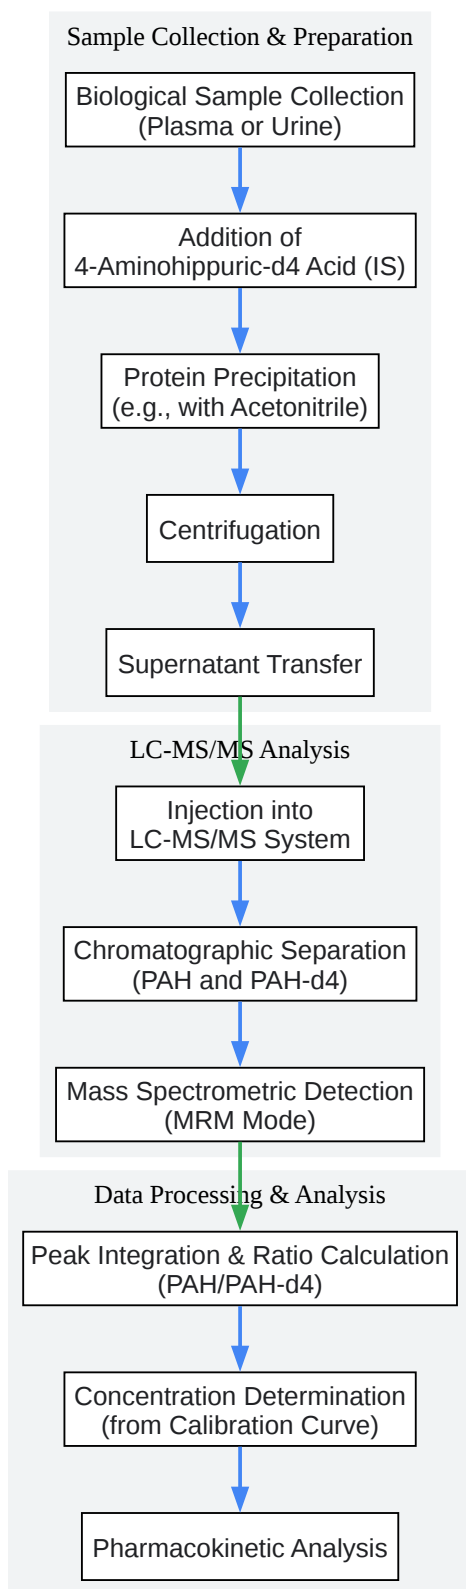 Sample Collection & Preparation
Biological Sample Collection
(Plasma or Urine)
Addition of
4-Aminohippuric-d4 Acid (IS)
Protein Precipitation
(e.g., with Acetonitrile)
Centrifugation
Supernatant Transfer
LC-MS/MS Analysis
Injection into
LC-MS/MS System
Chromatographic Separation
(PAH and PAH-d4)
Mass Spectrometric Detection
(MRM Mode)
Data Processing & Analysis
Peak Integration & Ratio Calculation
(PAH/PAH-d4)
Concentration Determination
(from Calibration Curve)
Pharmacokinetic Analysis